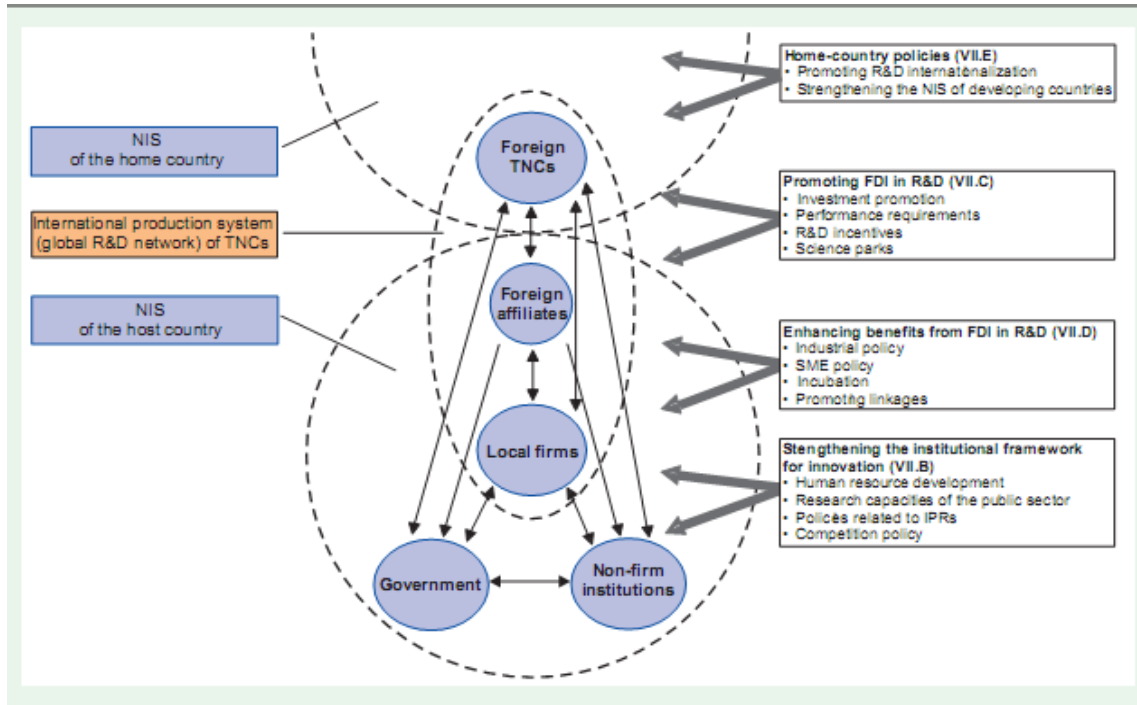 NIS
of the home country
International production system
(global R&D network) of TNCs
NIS
of the host country
Foreign
TNCs
Foreign
affiliates
Local firms
Government
Non-firm
institutions
Home-country policies (VII.E)
• Promoting R&D internationalization
• Strengthening the NIS of developing countries
Promoting FDI in R&D (VII.C)
• Investment promotion
• Performance requirements
• R&D incentives
• Science parks
Enhancing benefits from FDI in R&D (VII.D)
• Industrial policy
• SME policy
• Incubation
• Promoting linkages
Stengthening the institutional framework
for innovation (VII.B)
• Human resource development
• Research capacities of the public sector
• Polices related to IPRs
• Competition policy